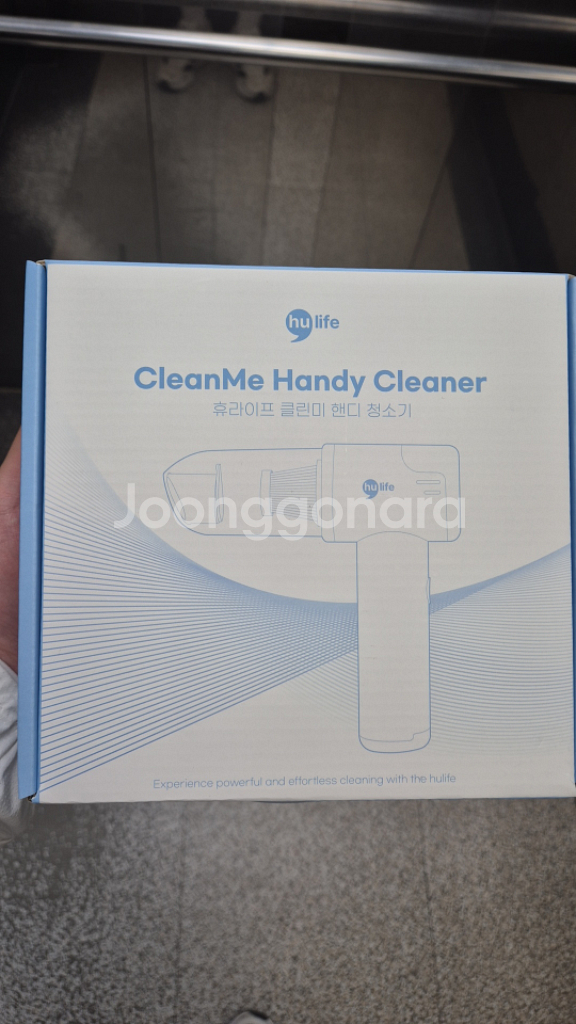 hu life
CleanMe Handy Cleaner
휴라이프 클린미 핸디 청소기
hu life
Joonggonara
Experience powerful and effortless cleaning with the hulife